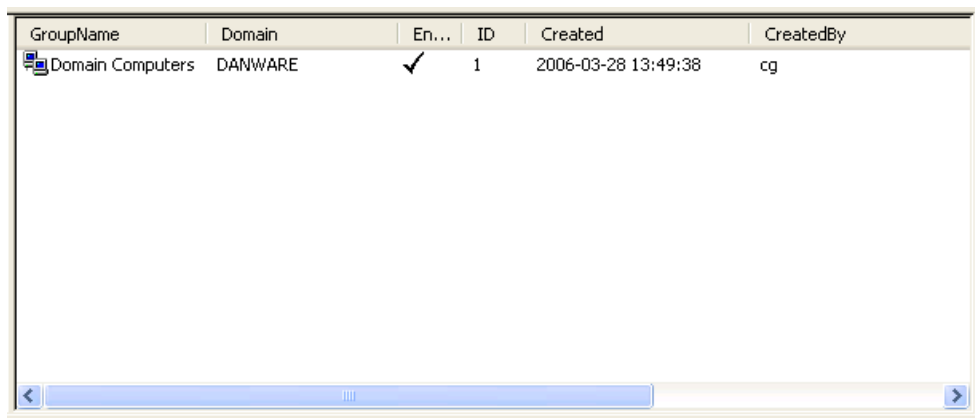 GroupName Domain En... ID Created CreatedBy
Domain Computers DANWARE ✓ 1 2006-03-28 13:49:38 cg